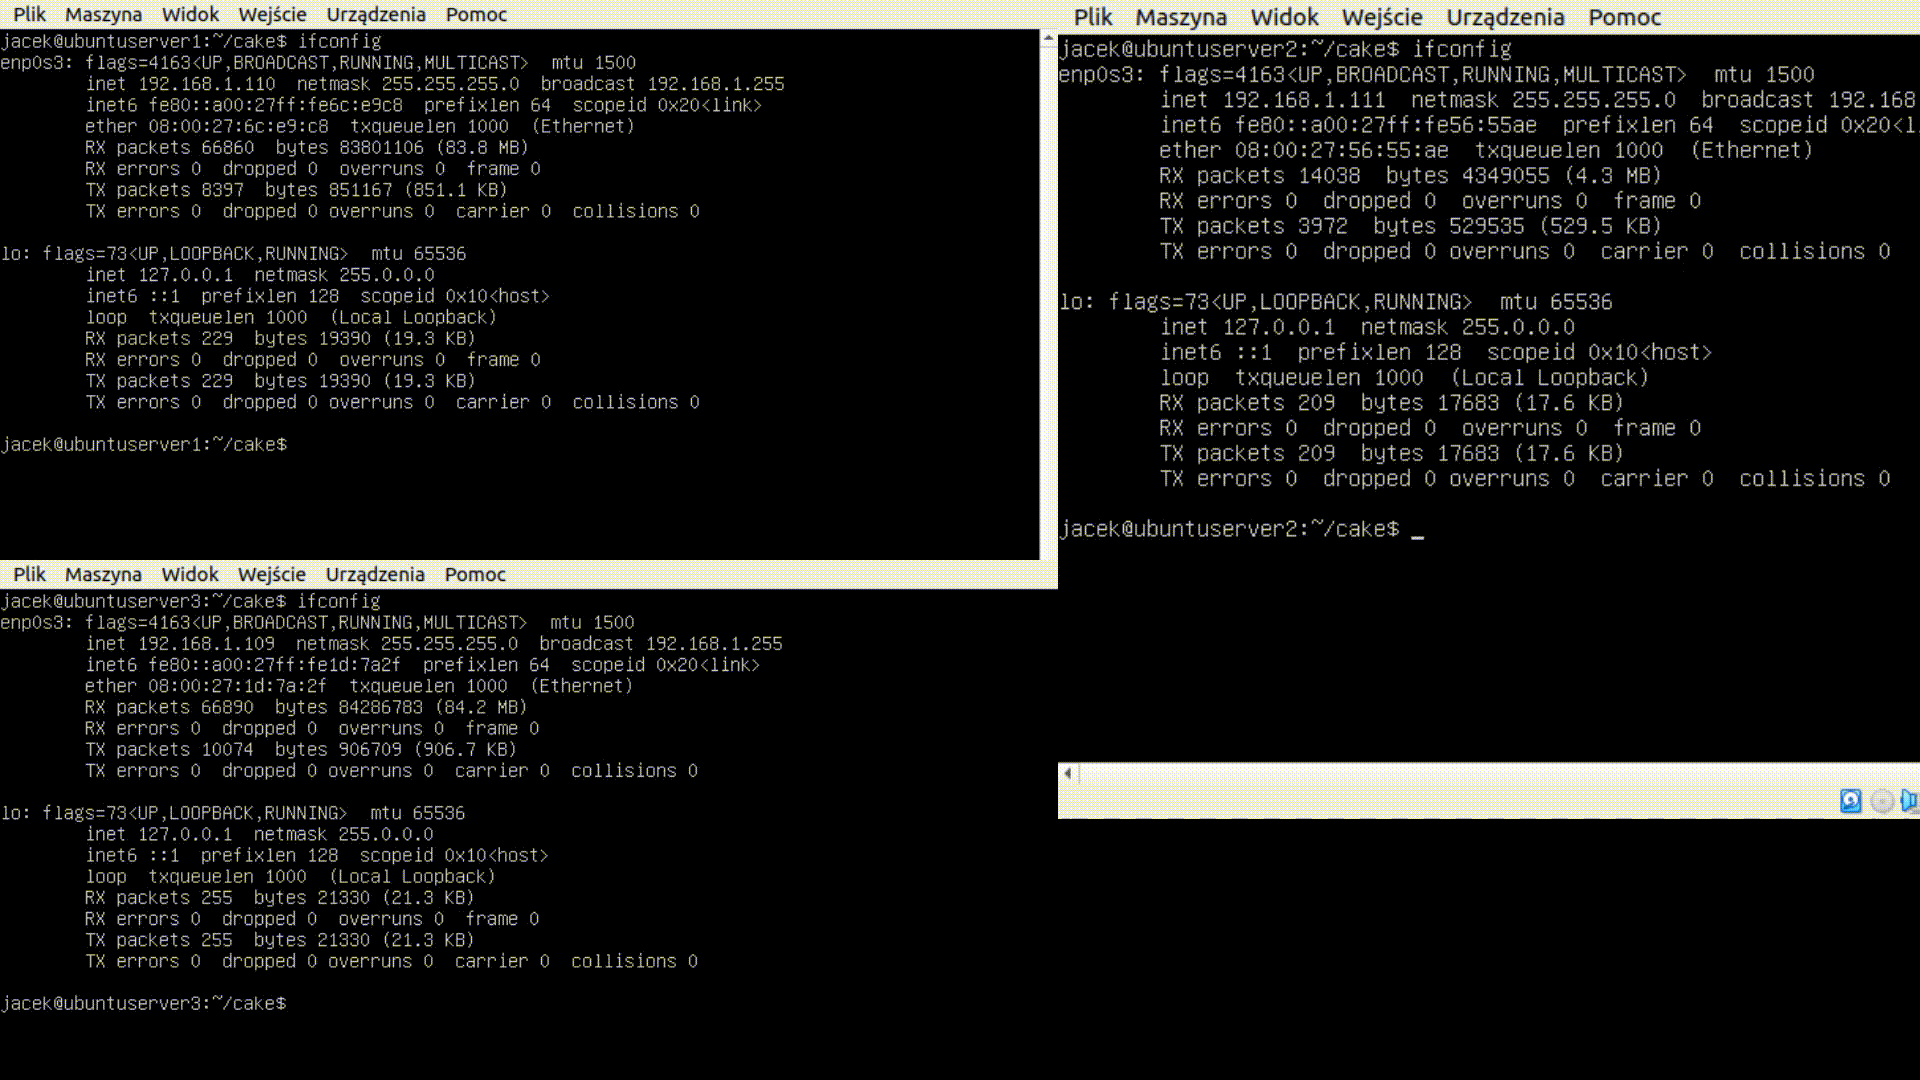 Plik Maszyna Widok Wejście Urządzenia Pomoc
jacek@ubuntuserver1:~/cake$ ifconfig
enp0s3: flags=4163<UP,BROADCAST,RUNNING,MULTICAST>  mtu 1500
        inet 192.168.1.110  netmask 255.255.255.0  broadcast 192.168.1.255
        inet6 fe80::a00:27ff:fe6c:e9c8  prefixlen 64  scopeid 0x20<link>
        ether 08:00:27:6c:e9:c8  txqueuelen 1000  (Ethernet)
        RX packets 66860  bytes 83801106 (83.8 MB)
        RX errors 0  dropped 0  overruns 0  frame 0
        TX packets 8397  bytes 851167 (851.1 KB)
        TX errors 0  dropped 0 overruns 0  carrier 0  collisions 0
lo: flags=73<UP,LOOPBACK,RUNNING>  mtu 65536
        inet 127.0.0.1  netmask 255.0.0.0
        inet6 ::1  prefixlen 128  scopeid 0x10<host>
        loop  txqueuelen 1000  (Local Loopback)
        RX packets 229  bytes 19390 (19.3 KB)
        RX errors 0  dropped 0  overruns 0  frame 0
        TX packets 229  bytes 19390 (19.3 KB)
        TX errors 0  dropped 0 overruns 0  carrier 0  collisions 0
jacek@ubuntuserver1:~/cake$
Plik Maszyna Widok Wejście Urządzenia Pomoc
jacek@ubuntuserver2:~/cake$ ifconfig
enp0s3: flags=4163<UP,BROADCAST,RUNNING,MULTICAST>  mtu 1500
        inet 192.168.1.111  netmask 255.255.255.0  broadcast 192.168
        inet6 fe80::a00:27ff:fe56:55ae  prefixlen 64  scopeid 0x20<l
        ether 08:00:27:56:55:ae  txqueuelen 1000  (Ethernet)
        RX packets 14038  bytes 4349055 (4.3 MB)
        RX errors 0  dropped 0  overruns 0  frame 0
        TX packets 3972  bytes 529535 (529.5 KB)
        TX errors 0  dropped 0 overruns 0  carrier 0  collisions 0
lo: flags=73<UP,LOOPBACK,RUNNING>  mtu 65536
        inet 127.0.0.1  netmask 255.0.0.0
        inet6 ::1  prefixlen 128  scopeid 0x10<host>
        loop  txqueuelen 1000  (Local Loopback)
        RX packets 209  bytes 17683 (17.6 KB)
        RX errors 0  dropped 0  overruns 0  frame 0
        TX packets 209  bytes 17683 (17.6 KB)
        TX errors 0  dropped 0 overruns 0  carrier 0  collisions 0
jacek@ubuntuserver2:~/cake$ _
Plik Maszyna Widok Wejście Urządzenia Pomoc
jacek@ubuntuserver3:~/cake$ ifconfig
enp0s3: flags=4163<UP,BROADCAST,RUNNING,MULTICAST>  mtu 1500
        inet 192.168.1.109  netmask 255.255.255.0  broadcast 192.168.1.255
        inet6 fe80::a00:27ff:fe1d:7a2f  prefixlen 64  scopeid 0x20<link>
        ether 08:00:27:1d:7a:2f  txqueuelen 1000  (Ethernet)
        RX packets 66890  bytes 84286783 (84.2 MB)
        RX errors 0  dropped 0  overruns 0  frame 0
        TX packets 10074  bytes 906709 (906.7 KB)
        TX errors 0  dropped 0 overruns 0  carrier 0  collisions 0
lo: flags=73<UP,LOOPBACK,RUNNING>  mtu 65536
        inet 127.0.0.1  netmask 255.0.0.0
        inet6 ::1  prefixlen 128  scopeid 0x10<host>
        loop  txqueuelen 1000  (Local Loopback)
        RX packets 255  bytes 21330 (21.3 KB)
        RX errors 0  dropped 0  overruns 0  frame 0
        TX packets 255  bytes 21330 (21.3 KB)
        TX errors 0  dropped 0 overruns 0  carrier 0  collisions 0
jacek@ubuntuserver3:~/cake$